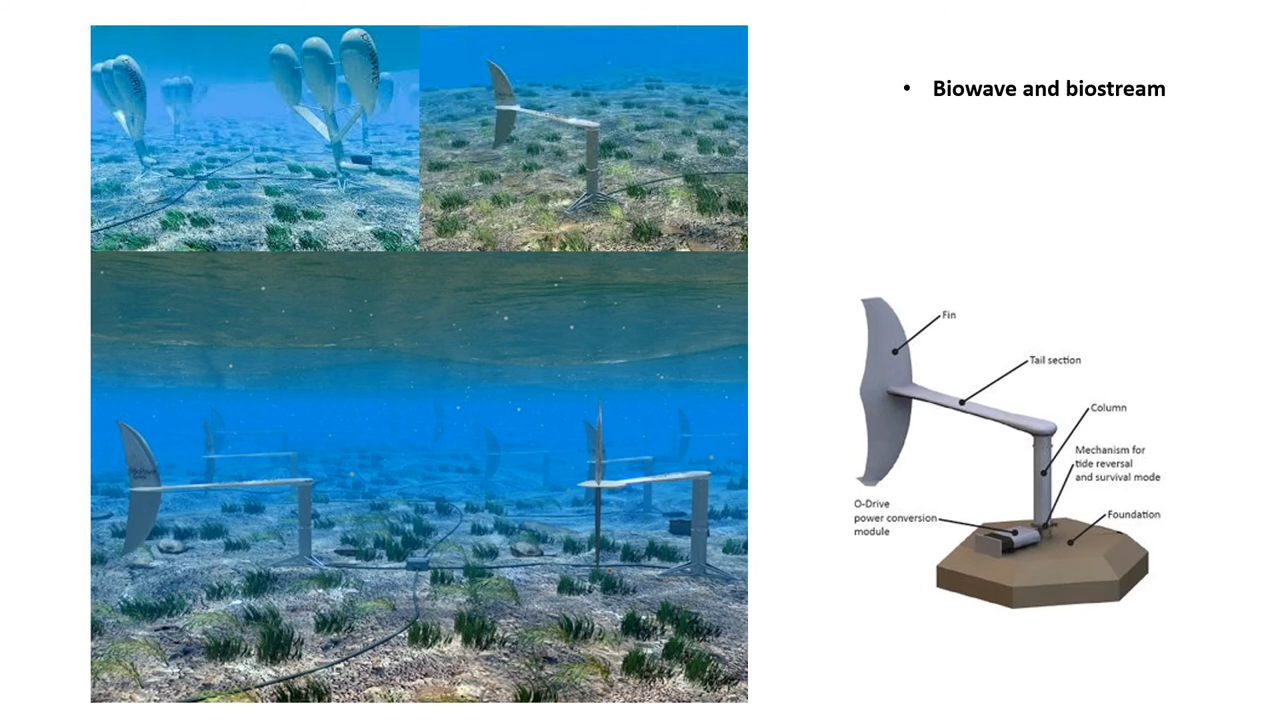 • Biowave and biostream
Fin
Tail section
Column
Mechanism for
tide reversal
and survival mode
O-Drive
power conversion
module
Foundation